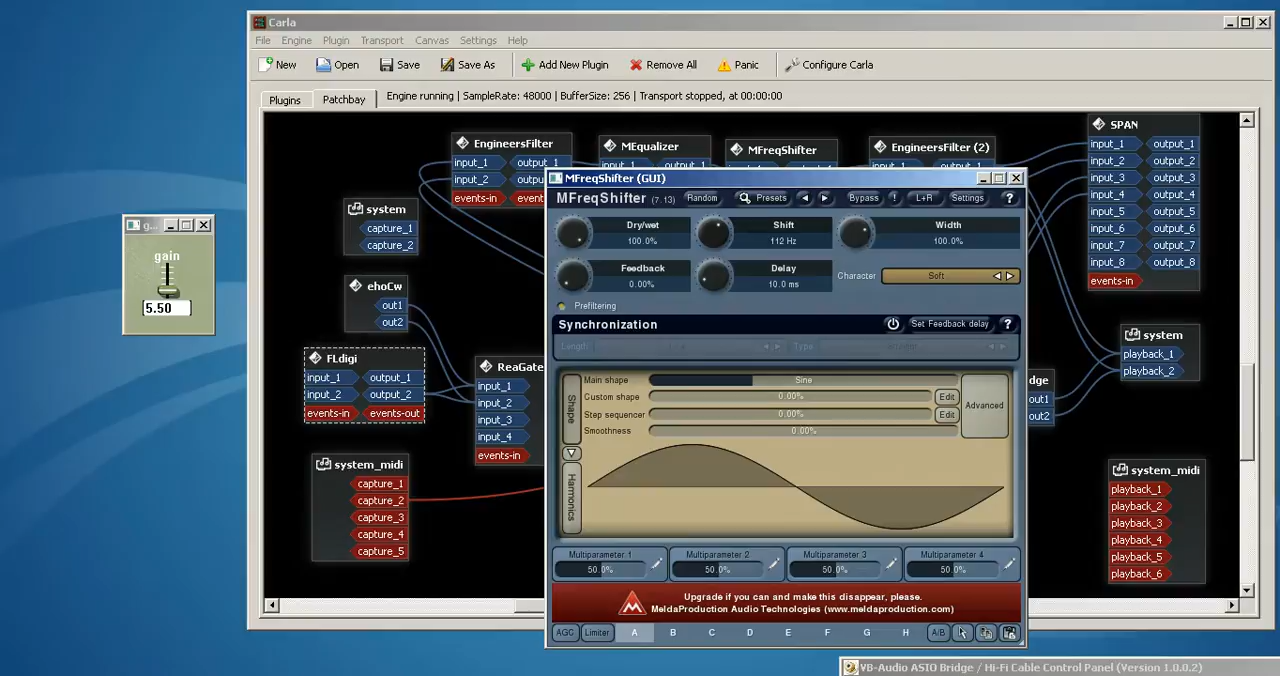 Carla
File Engine Plugin Transport Canvas Settings Help
New Open Save Save As Add New Plugin Remove All Panic Configure Carla
Plugins Patchbay Engine running | SampleRate: 48000 | BufferSize: 256 | Transport stopped, at 00:00:00
EngineersFilter
input_1 output_1
input_2
events-in
MEqualizer
MFreqShifter
EngineersFilter (2)
SPAN
input_1 output_1
input_2 output_2
input_3 output_3
input_4 output_4
input_5 output_5
input_6 output_6
input_7 output_7
input_8 output_8
events-in
system
capture_1
capture_2
g...
gain
5.50
ehoCw
out1
out2
FLdigi
input_1 output_1
input_2 output_2
events-in events-out
ReaGate
input_1
input_2
input_3
input_4
events-in
system_midi
capture_1
capture_2
capture_3
capture_4
capture_5
MFreqShifter (GUI)
MFreqShifter (7.13) Random Presets Bypass ! L+R Settings ?
Dry/wet Shift Width
100.0% 112 Hz 100.0%
Feedback Delay
0.00% 10.0 ms
Character Soft
Prefiltering
Synchronization Set Feedback delay ?
Length: Type
Shape
Harmonics
Main shape Sine
Custom shape 0.00% Edit
Step sequencer 0.00% Edit
Smoothness 0.00%
Advanced
Multiparameter 1 Multiparameter 2 Multiparameter 3 Multiparameter 4
50.0% 50.0% 50.0% 50.0%
Upgrade if you can and make this disappear, please.
MeldaProduction Audio Technologies (www.meldaproduction.com)
AGC Limiter A B C D E F G H A/B
system
playback_1
playback_2
dge
out1
out2
system_midi
playback_1
playback_2
playback_3
playback_4
playback_5
playback_6
VB-Audio ASIO Bridge / Hi-Fi Cable Control Panel (Version 1.0.0.2)